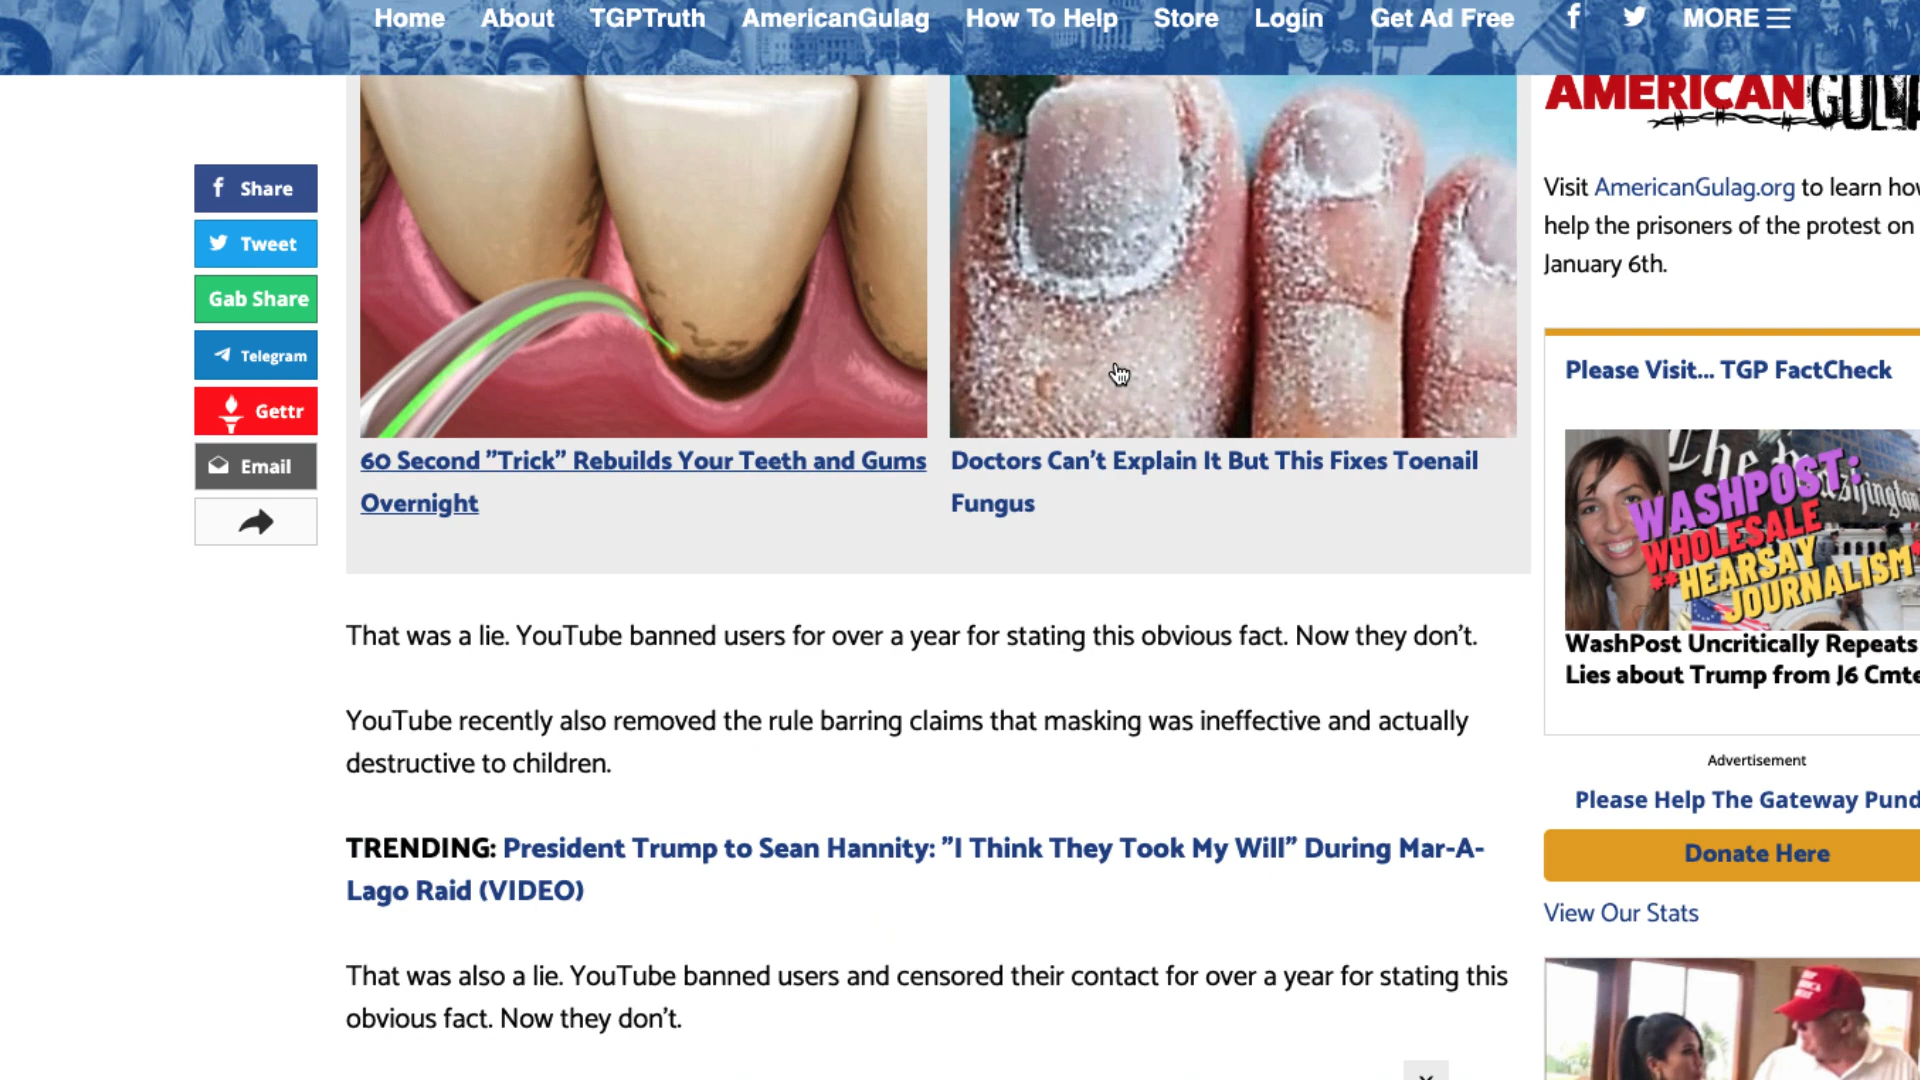 Home About TGPTruth AmericanGulag How To Help Store Login Get Ad Free f MORE
AMERICAN
Visit AmericanGulag.org to learn
help the prisoners of the protest on
January 6th.
f Share
Tweet
Gab Share
Telegram
Gettr
Email
60 Second "Trick" Rebuilds Your Teeth and Gums
Overnight
Doctors Can't Explain It But This Fixes Toenail
Fungus
Please Visit... TGP FactCheck
The
WASHPOST:
WHOLESALE
**HEARSAY
JOURNALISM*
WashPost Uncritically Repeats
Lies about Trump from J6
That was a lie. YouTube banned users for over a year for stating this obvious fact. Now they don't.
YouTube recently also removed the rule barring claims that masking was ineffective and actually
destructive to children.
TRENDING: President Trump to Sean Hannity: "I Think They Took My Will" During Mar-A-
Lago Raid (VIDEO)
That was also a lie. YouTube banned users and censored their contact for over a year for stating this
obvious fact. Now they don't.
Advertisement
Please Help The Gateway
Donate Here
View Our Stats